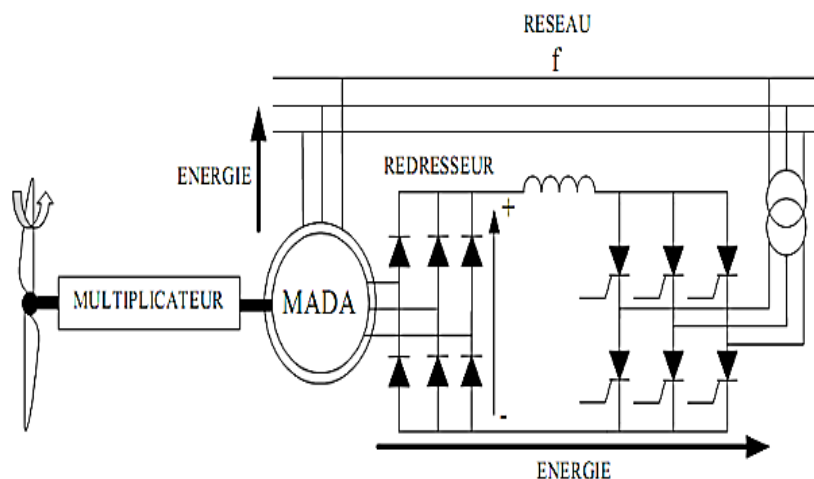 RESEAU
f
ENERGIE
REDRESSEUR
+
MULTIPLICATEUR
MADA
-
ENERGIE